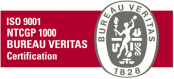 ISO 9001
NTCGP 1000
BUREAU VERITAS
Certification
BUREAU VERITAS
1828